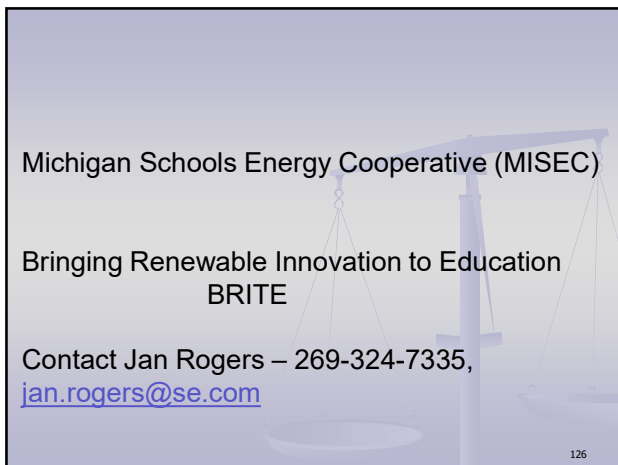 Michigan Schools Energy Cooperative (MISEC)
Bringing Renewable Innovation to Education
BRITE
Contact Jan Rogers – 269-324-7335,
jan.rogers@se.com
126